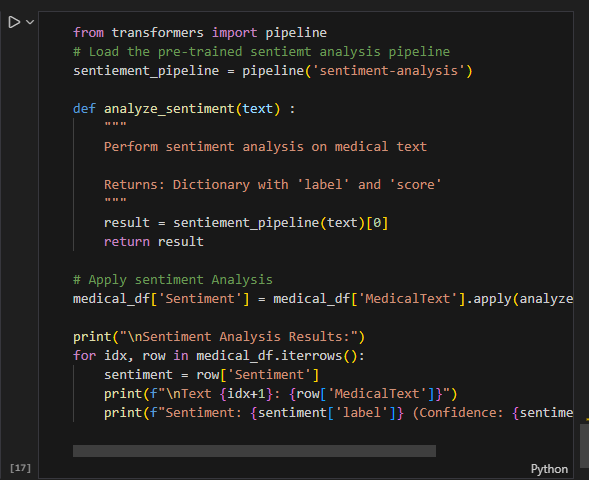 from transformers import pipeline
# Load the pre-trained sentiemt analysis pipeline
sentiement_pipeline = pipeline('sentiment-analysis')
def analyze_sentiment(text) :
"""
Perform sentiment analysis on medical text
Returns: Dictionary with 'label' and 'score'
"""
result = sentiement_pipeline(text)[0]
return result
# Apply sentiment Analysis
medical_df['Sentiment'] = medical_df['MedicalText'].apply(analyze
print("\nSentiment Analysis Results:")
for idx, row in medical_df.iterrows():
sentiment = row['Sentiment']
print(f"\nText {idx+1}: {row['MedicalText']}")
print(f"Sentiment: {sentiment['label']} (Confidence: {sentime
[17]
Python